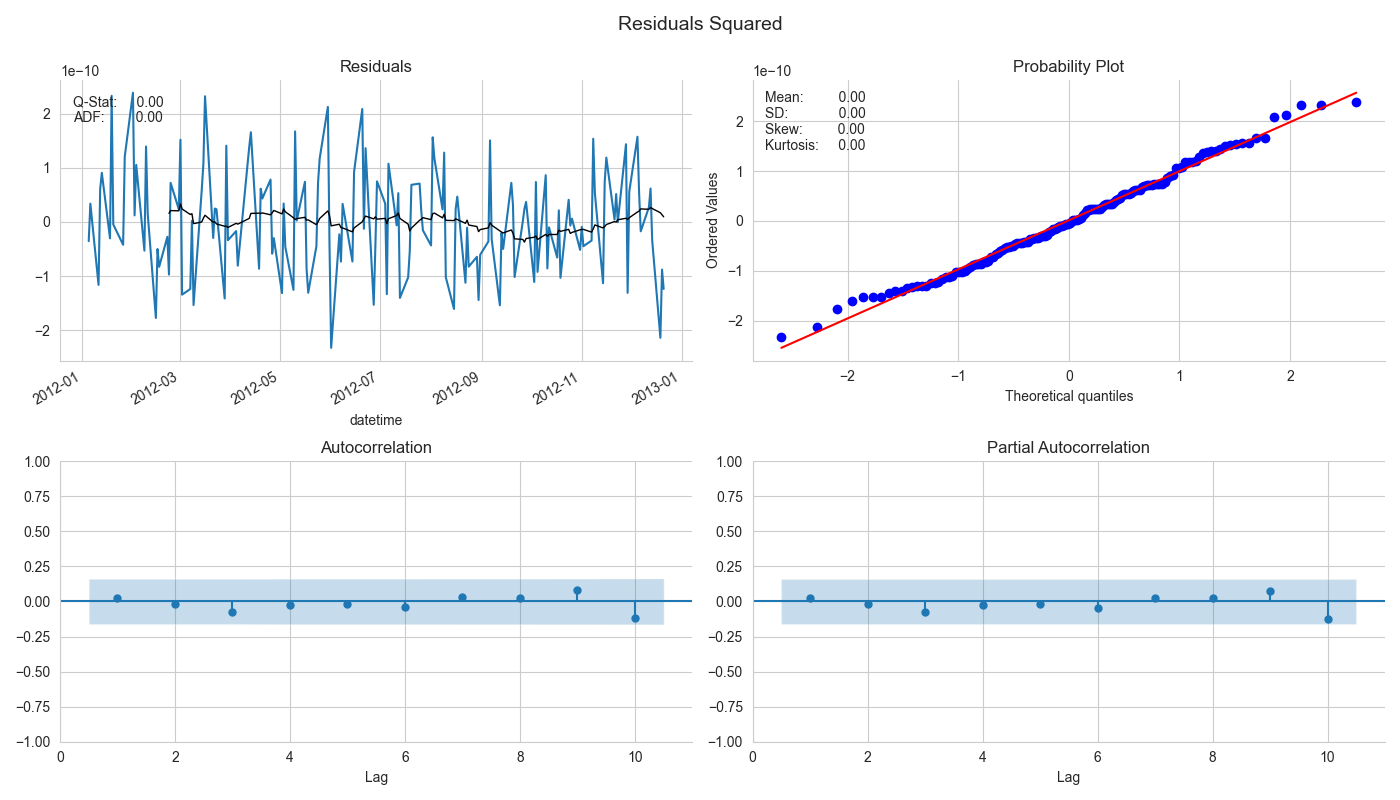 Residuals Squared
Residuals
1e−10
Q-Stat: 0.00
ADF: 0.00
2
1
0
−1
−2
2012-01
2012-03
2012-05
2012-07
2012-09
2012-11
2013-01
datetime
Probability Plot
1e−10
Mean: 0.00
SD: 0.00
Skew: 0.00
Kurtosis: 0.00
Ordered Values
2
1
0
−1
−2
−2
−1
0
1
2
Theoretical quantiles
Autocorrelation
1.00
0.75
0.50
0.25
0.00
−0.25
−0.50
−0.75
−1.00
0
2
4
6
8
10
Lag
Partial Autocorrelation
1.00
0.75
0.50
0.25
0.00
−0.25
−0.50
−0.75
−1.00
0
2
4
6
8
10
Lag